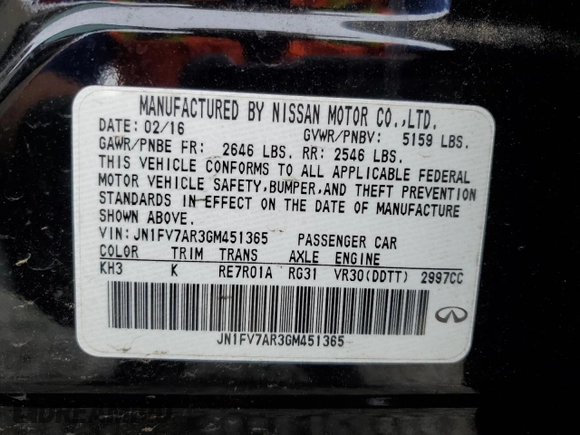 MANUFACTURED BY NISSAN MOTOR CO.,LTD.
DATE: 02/16 GVWR/PNBV: 5159 LBS.
GAWR/PNBE FR: 2646 LBS. RR: 2546 LBS.
THIS VEHICLE CONFORMS TO ALL APPLICABLE FEDERAL
MOTOR VEHICLE SAFETY,BUMPER,AND THEFT PREVENTION
STANDARDS IN EFFECT ON THE DATE OF MANUFACTURE
SHOWN ABOVE.
VIN: JN1FV7AR3GM451365 PASSENGER CAR
COLOR TRIM TRANS AXLE ENGINE
KH3 K RE7R01A RG31 VR30(DDTT) 2997CC
JN1FV7AR3GM451365